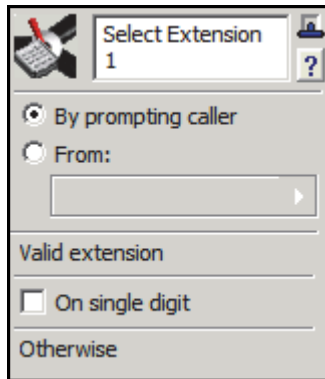 Select Extension
1
?
By prompting caller
From:
Valid extension
On single digit
Otherwise